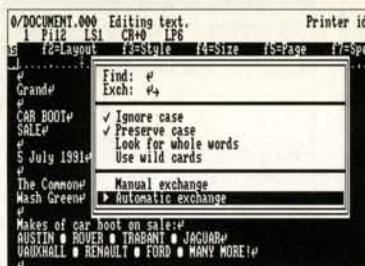 0/DOCUMENT.000 Editing text. Printer id
1 Pi12 LS1 CR+0 LP6
f2=Layout f3=Style f4=Size f5=Page f7=Spe
Find: ↵
Exch: ↵
Grand↵
✓ Ignore case
CAR BOOT↵
✓ Preserve case
SALE↵
Look for whole words
Use wild cards
5 July 1991↵
The Common↵
Manual exchange
Wash Green↵
▶ Automatic exchange
Makes of car boot on sale:↵
AUSTIN • ROVER • TRABANT • JAGUAR↵
VAUXHALL • RENAULT • FORD • MANY MORE!↵